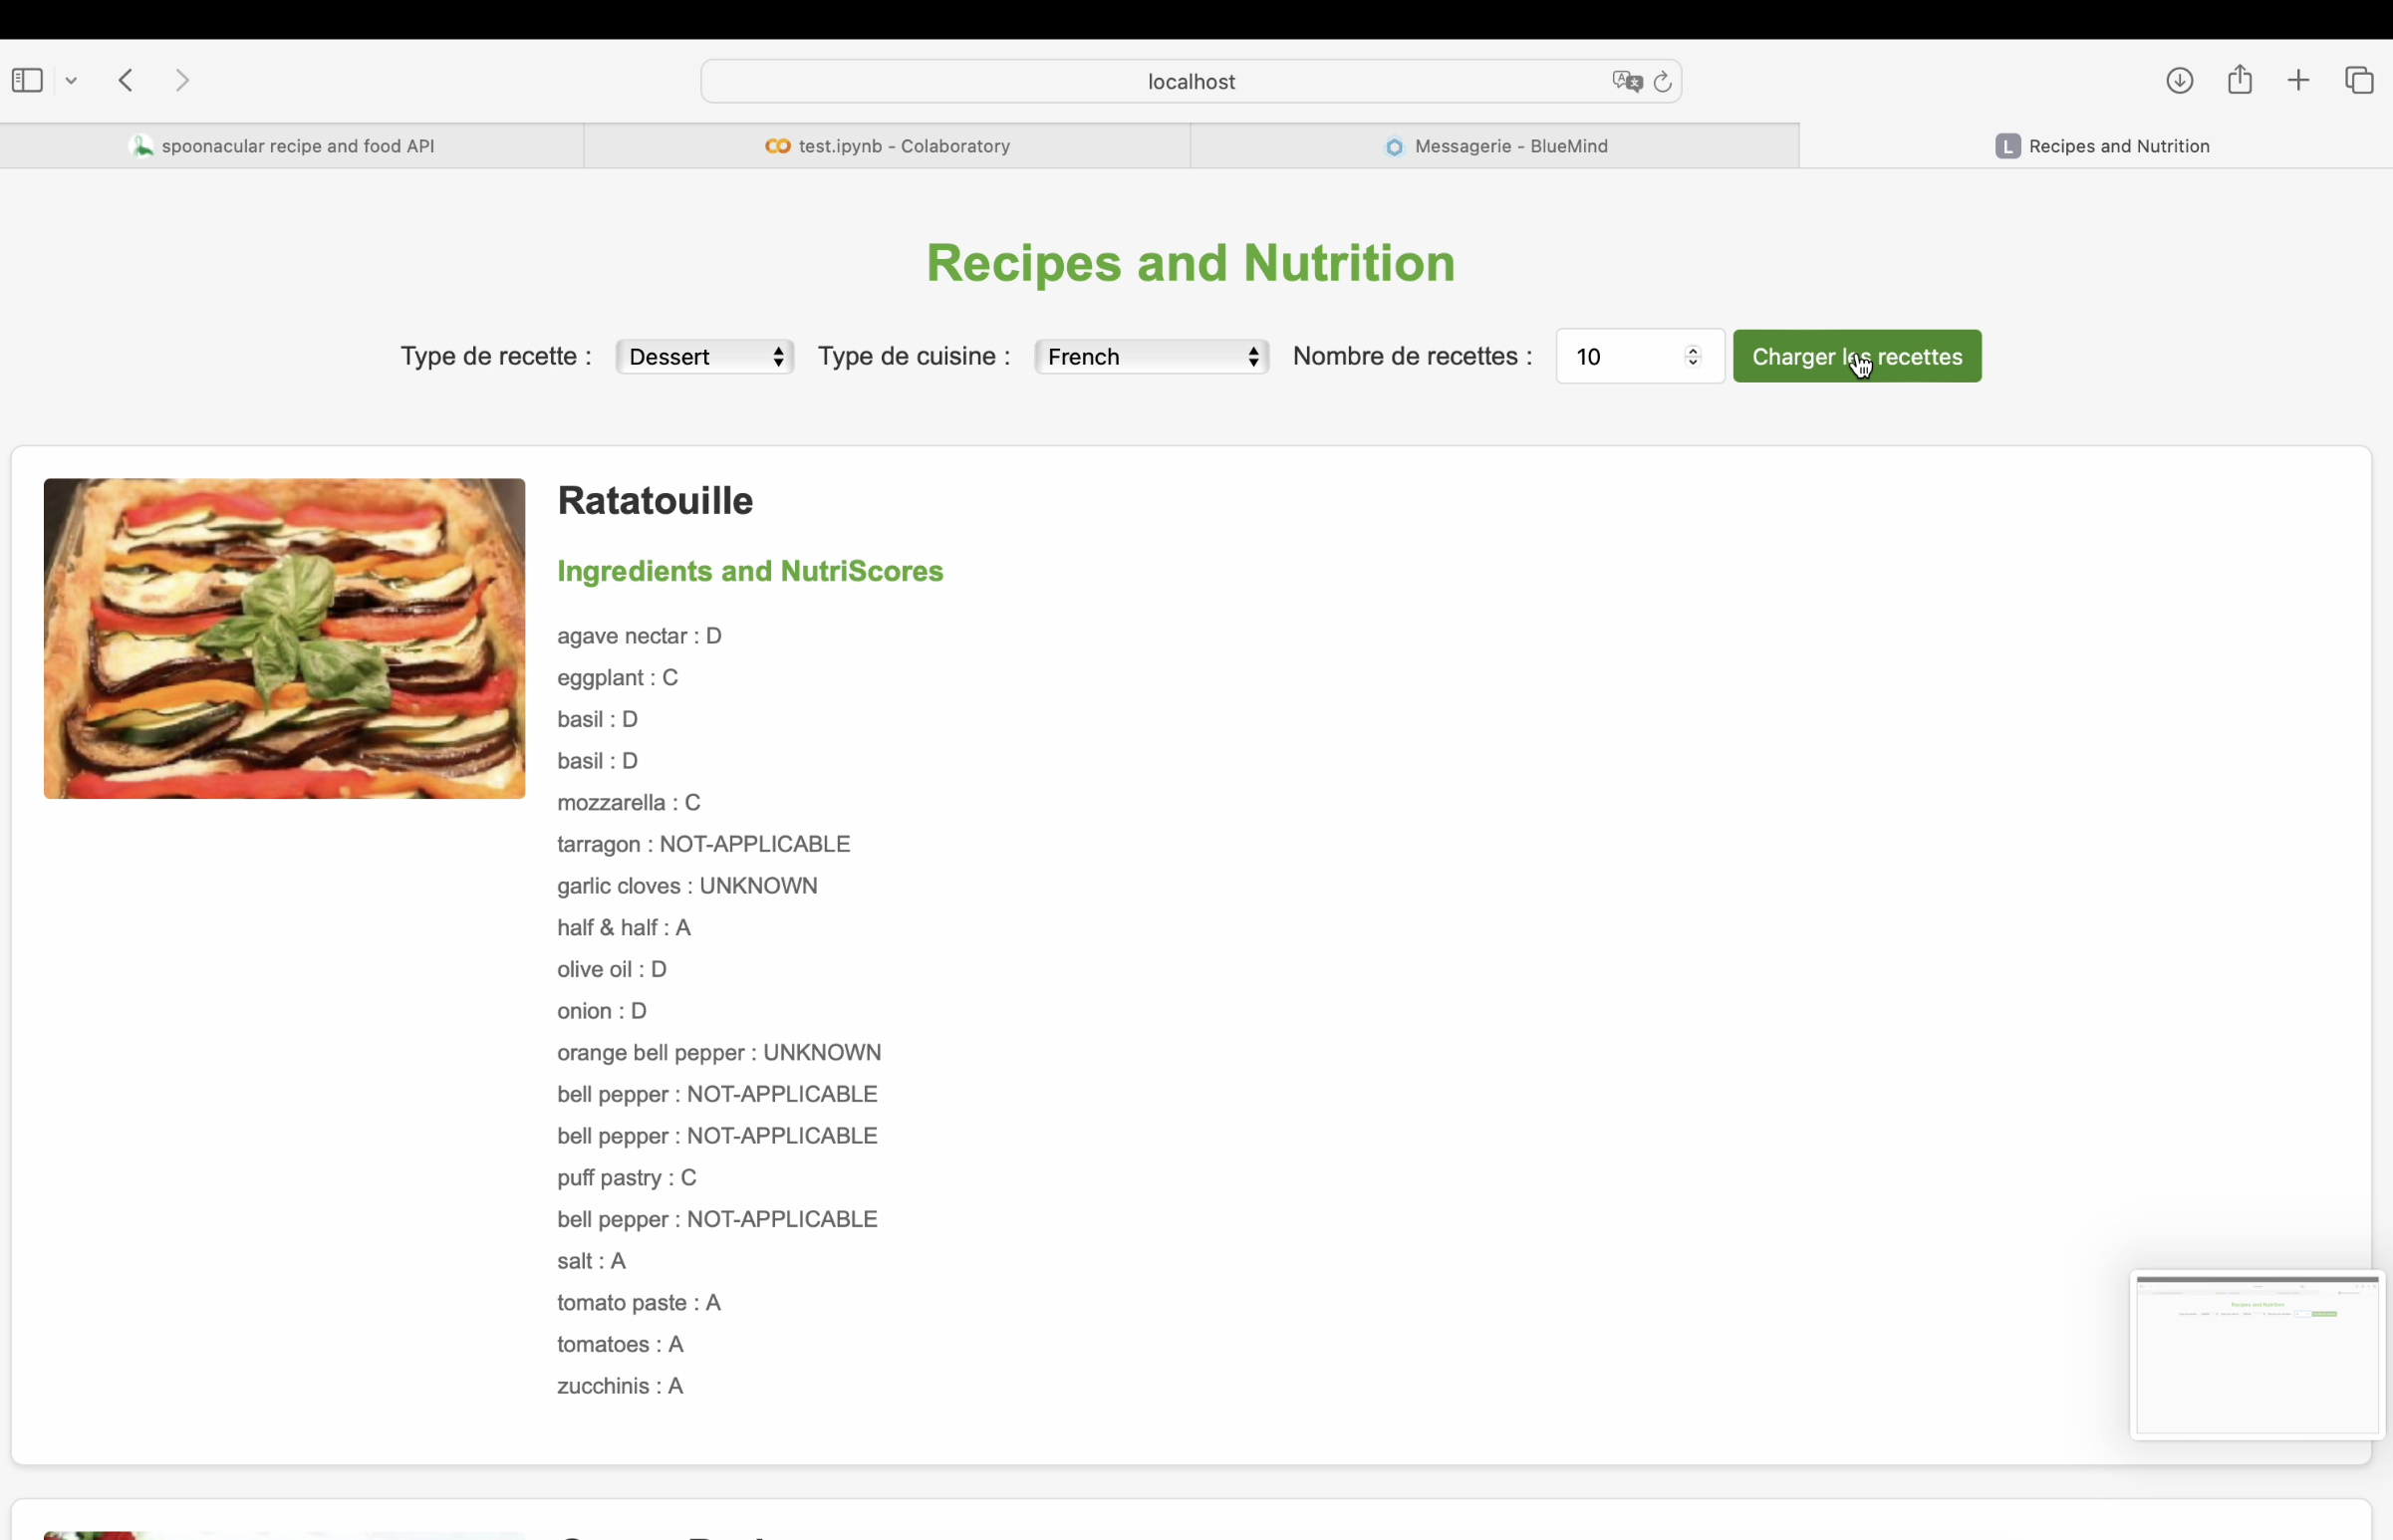 localhost
spoonacular recipe and food API
test.ipynb - Colaboratory
Messagerie - BlueMind
L Recipes and Nutrition
Recipes and Nutrition
Type de recette : Dessert Type de cuisine : French Nombre de recettes : 10 Charger les recettes
Ratatouille
Ingredients and NutriScores
agave nectar : D
eggplant : C
basil : D
basil : D
mozzarella : C
tarragon : NOT-APPLICABLE
garlic cloves : UNKNOWN
half & half : A
olive oil : D
onion : D
orange bell pepper : UNKNOWN
bell pepper : NOT-APPLICABLE
bell pepper : NOT-APPLICABLE
puff pastry : C
bell pepper : NOT-APPLICABLE
salt : A
tomato paste : A
tomatoes : A
zucchinis : A
Recipes and Nutrition